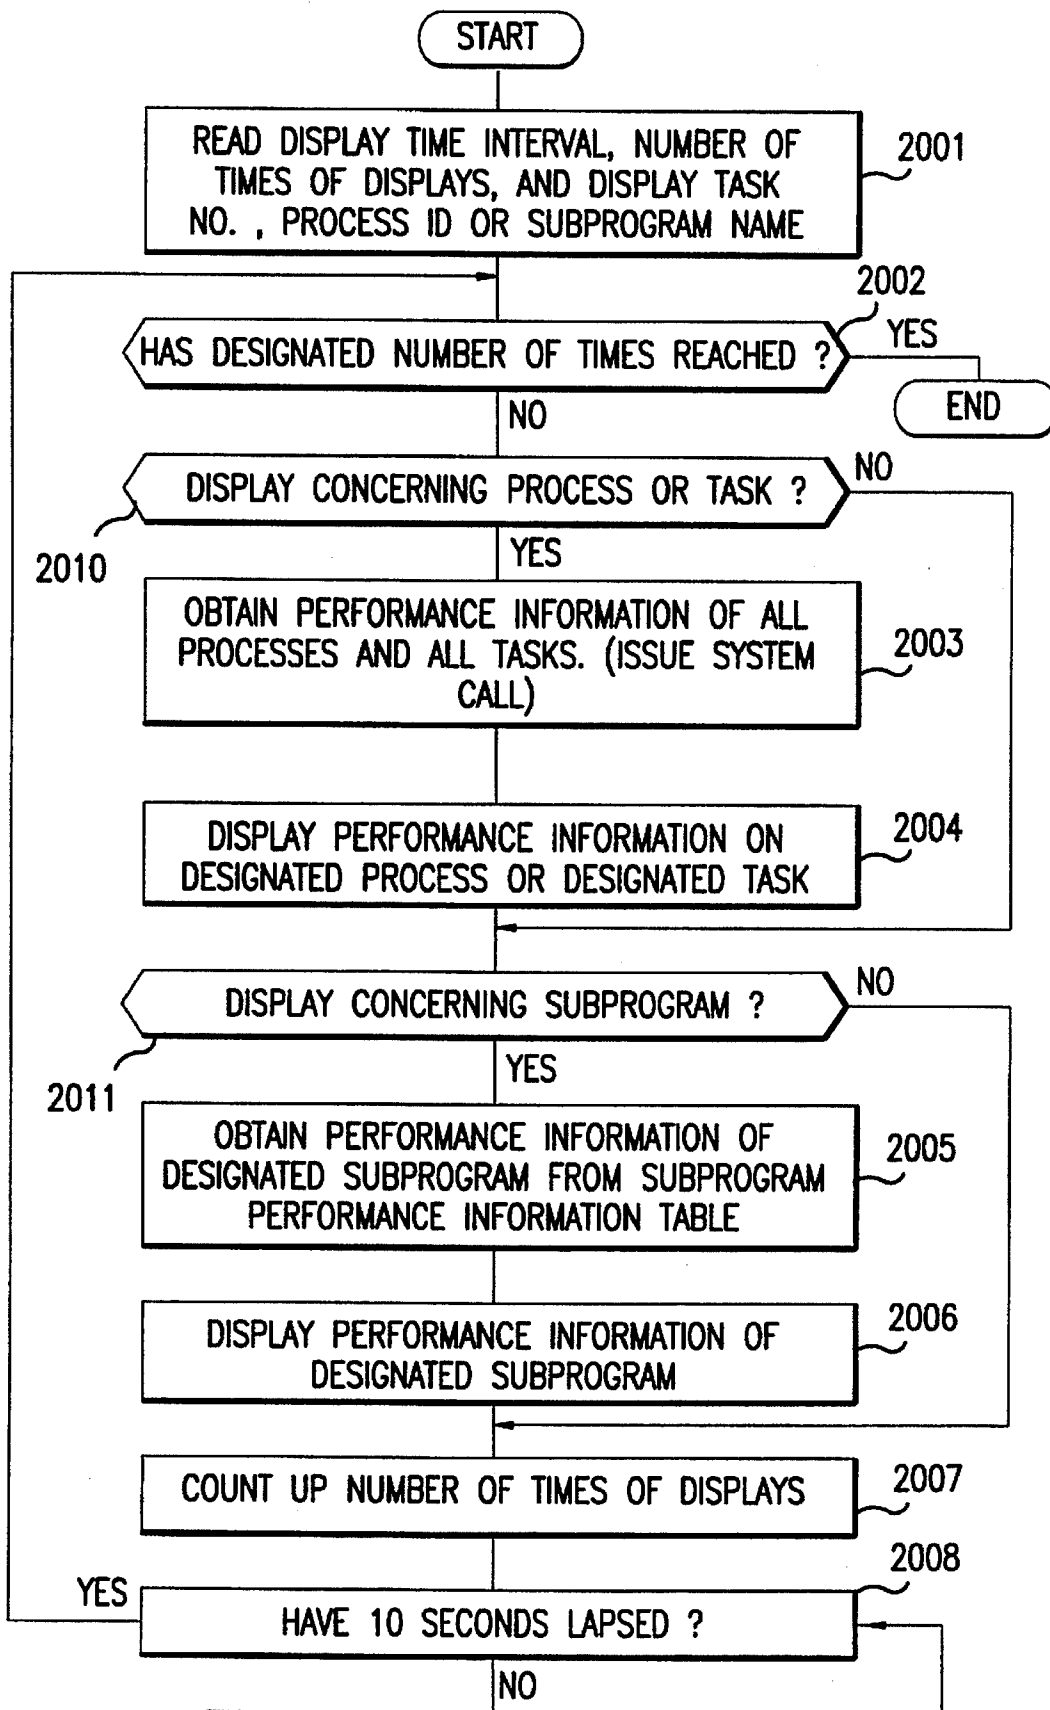 START
READ DISPLAY TIME INTERVAL, NUMBER OF
TIMES OF DISPLAYS, AND DISPLAY TASK
NO. , PROCESS ID OR SUBPROGRAM NAME
2001
2002
HAS DESIGNATED NUMBER OF TIMES REACHED ?
YES
END
NO
DISPLAY CONCERNING PROCESS OR TASK ?
NO
2010
YES
OBTAIN PERFORMANCE INFORMATION OF ALL
PROCESSES AND ALL TASKS. (ISSUE SYSTEM
CALL)
2003
DISPLAY PERFORMANCE INFORMATION ON
DESIGNATED PROCESS OR DESIGNATED TASK
2004
DISPLAY CONCERNING SUBPROGRAM ?
NO
2011
YES
OBTAIN PERFORMANCE INFORMATION OF
DESIGNATED SUBPROGRAM FROM SUBPROGRAM
PERFORMANCE INFORMATION TABLE
2005
DISPLAY PERFORMANCE INFORMATION OF
DESIGNATED SUBPROGRAM
2006
COUNT UP NUMBER OF TIMES OF DISPLAYS
2007
2008
YES
HAVE 10 SECONDS LAPSED ?
NO